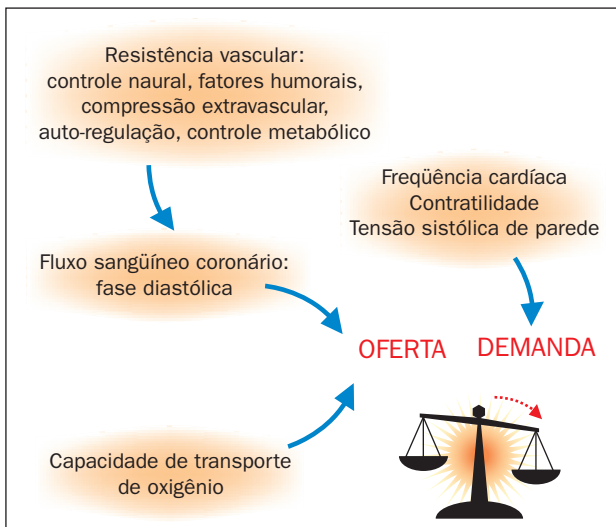 Resistência vascular:
controle naural, fatores humorais,
compressão extravascular,
auto-regulação, controle metabólico
Freqüência cardíaca
Contratilidade
Tensão sistólica de parede
Fluxo sangüíneo coronário:
fase diastólica
OFERTA DEMANDA
Capacidade de transporte
de oxigênio